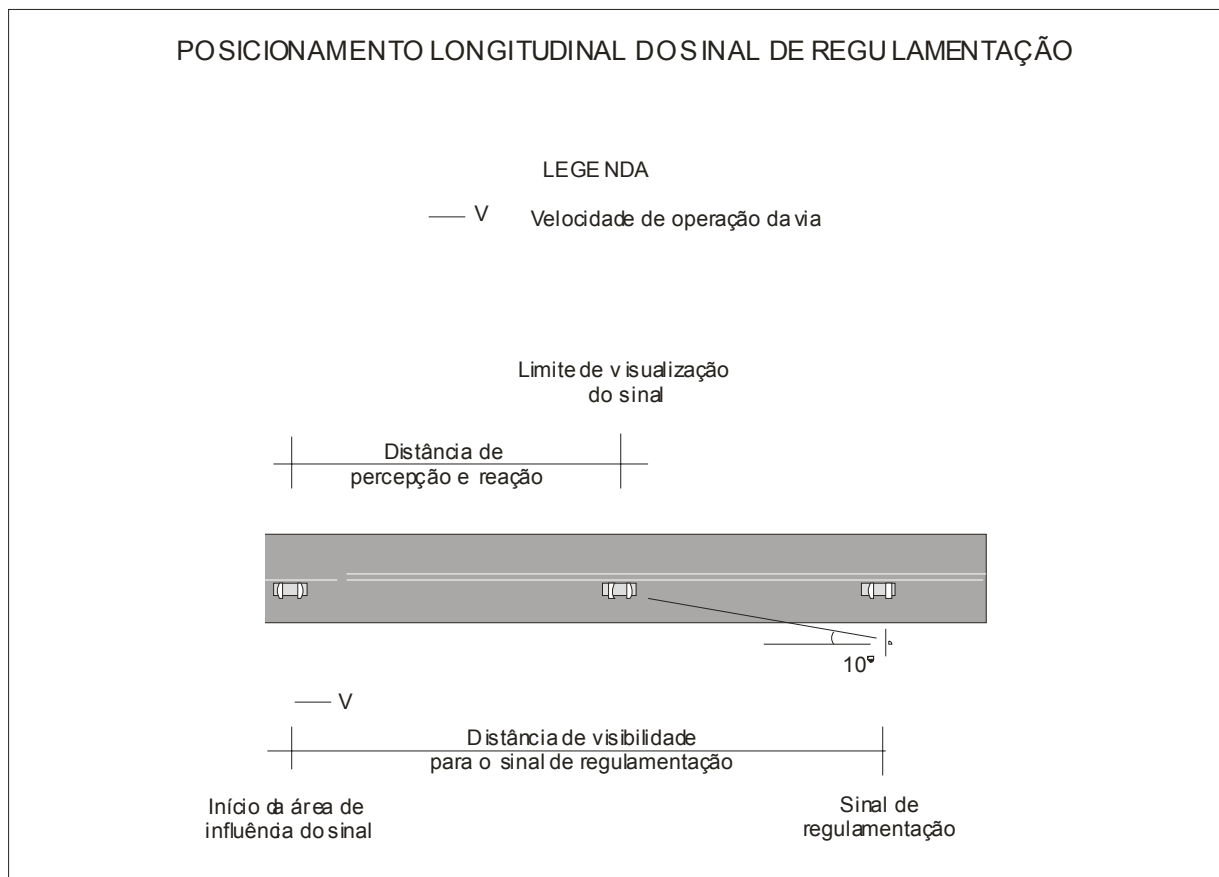 POSICIONAMENTO LONGITUDINAL DO SINAL DE REGULAMENTAÇÃO
LEGENDA
V Velocidade de operação da via
Limite de visualização
do sinal
Distância de
percepção e reação
10º
V
Distância de visibilidade
para o sinal de regulamentação
Início da área de
influência do sinal
Sinal de
regulamentação